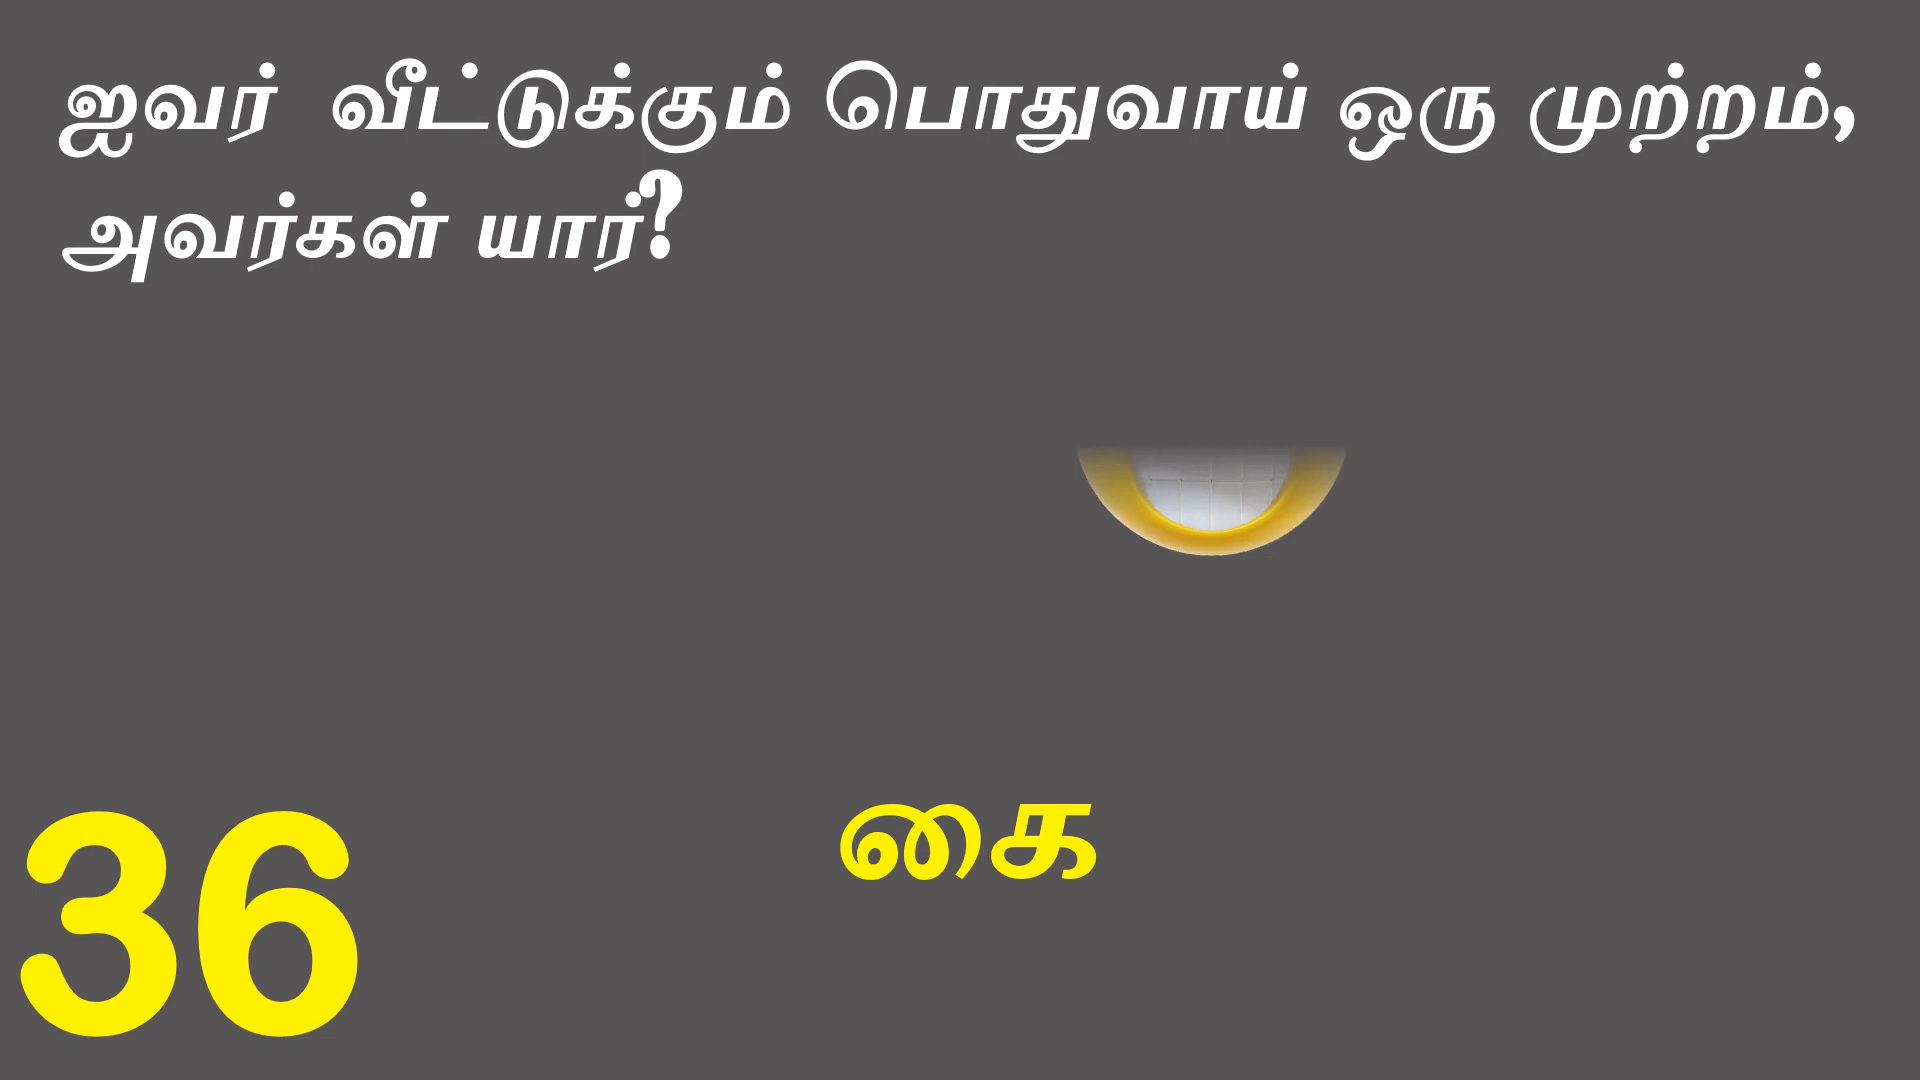 ஐவர் வீட்டுக்கும் பொதுவாய் ஒரு முற்றம்,
அவர்கள் யார்?
கை
36